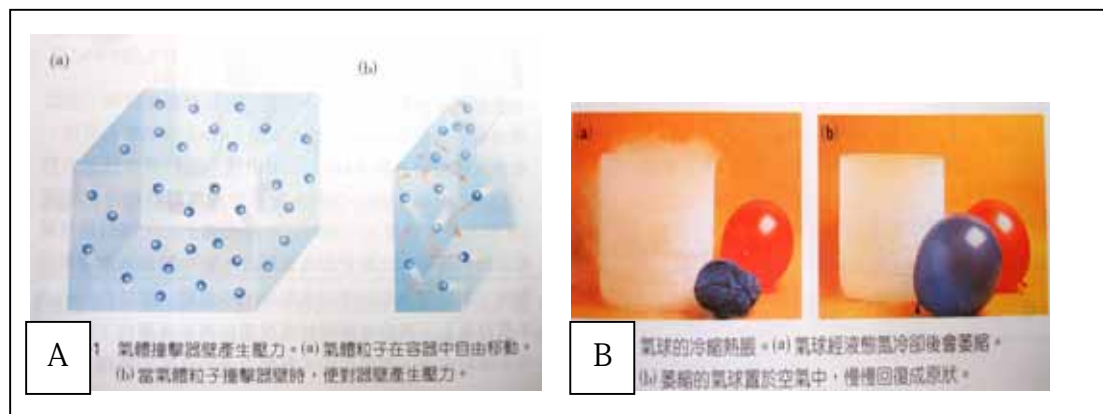 (a)
(b)
A
1 氣體撞擊器壁產生壓力。(a) 氣體粒子在容器中自由移動。
(b) 當氣體粒子撞擊器壁時,便對器壁產生壓力。
(a)
(b)
B
氣球的冷縮熱脹。(a) 氣球經液態氮冷卻後會萎縮。
(b) 萎縮的氣球置於空氣中,慢慢回復成原狀。